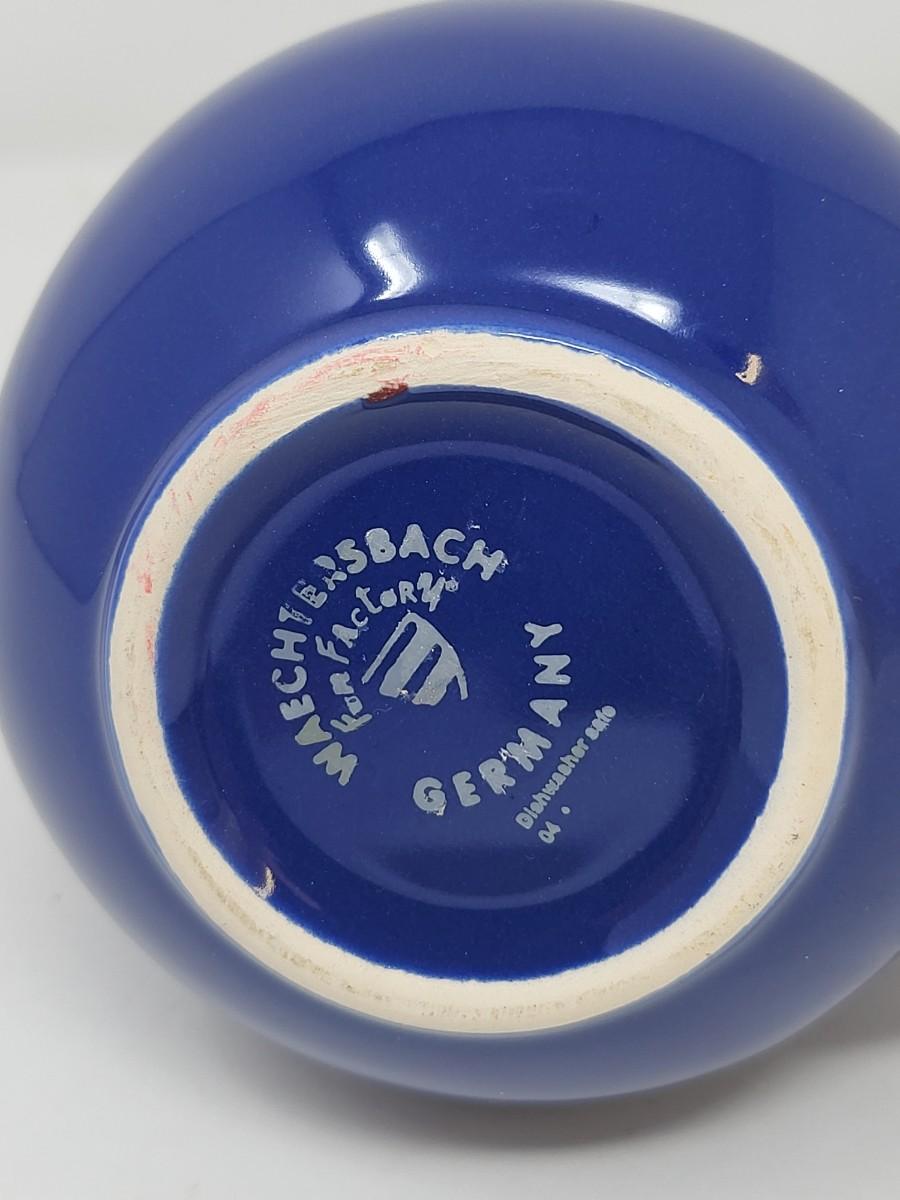 WAECHTERSBACH
Fun Factory
GERMANY
Dishwasher safe
04